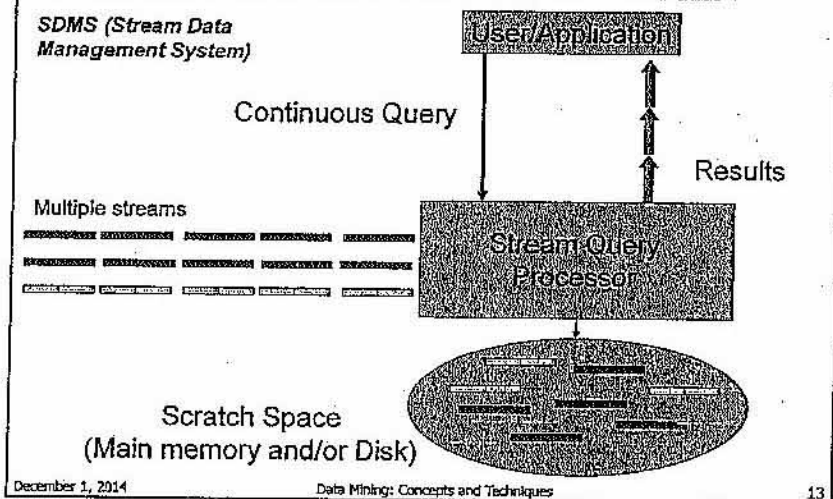 SDMS (Stream Data
Management System)
User/Application
Continuous Query
Results
Multiple streams
Stream Query
Processor
Scratch Space
(Main memory and/or Disk)
December 1, 2014
Data Mining: Concepts and Techniques
13